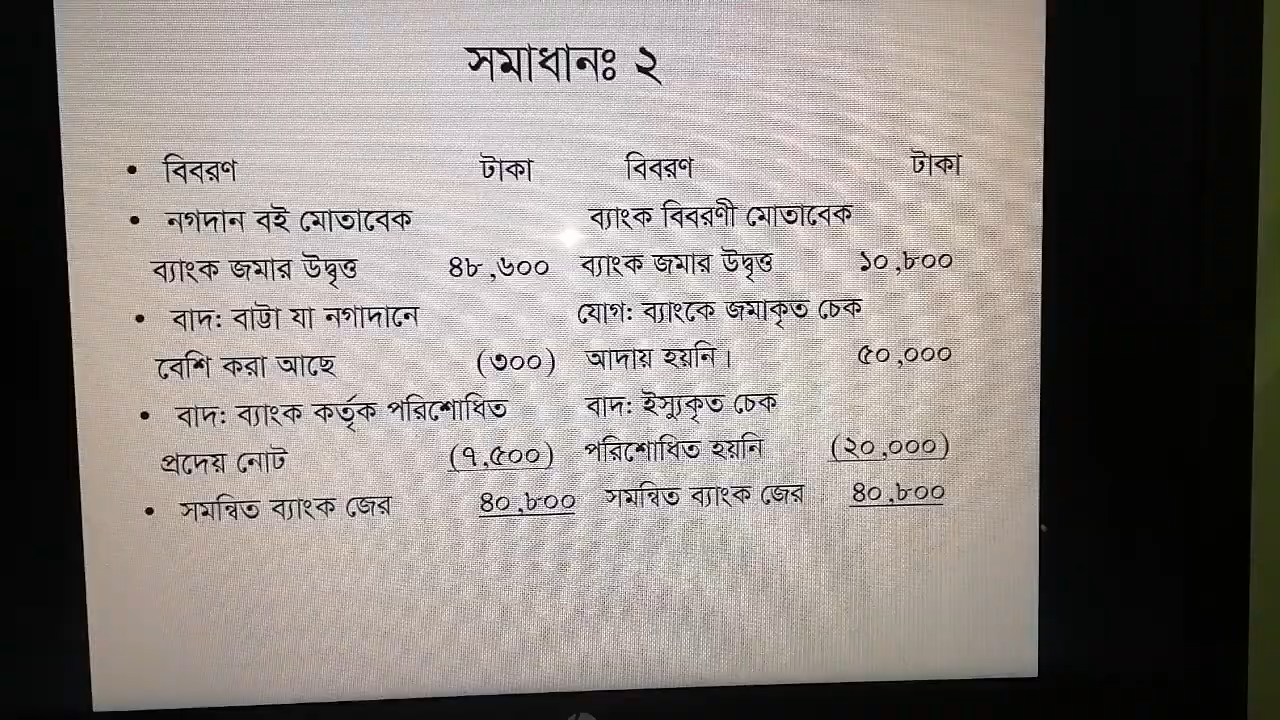 সমাধানঃ ২
• বিবরণ টাকা বিবরণ টাকা
• নগদান বই মোতাবেক ব্যাংক বিবরণী মোতাবেক
ব্যাংক জমার উদ্বৃত্ত ৪৮,৬০০ ব্যাংক জমার উদ্বৃত্ত ১০,৮০০
• বাদ: বাট্টা যা নগাদানে যোগ: ব্যাংকে জমাকৃত চেক
বেশি করা আছে (৩০০) আদায় হয়নি।  ৫০,০০০
• বাদ: ব্যাংক কর্তৃক পরিশোধিত বাদ: ইস্যুকৃত চেক
প্রদেয় নোট (৭,৫০০) পরিশোধিত হয়নি (২০,০০০)
• সমন্বিত ব্যাংক জের ৪০,৮০০ সমন্বিত ব্যাংক জের ৪০,৮০০